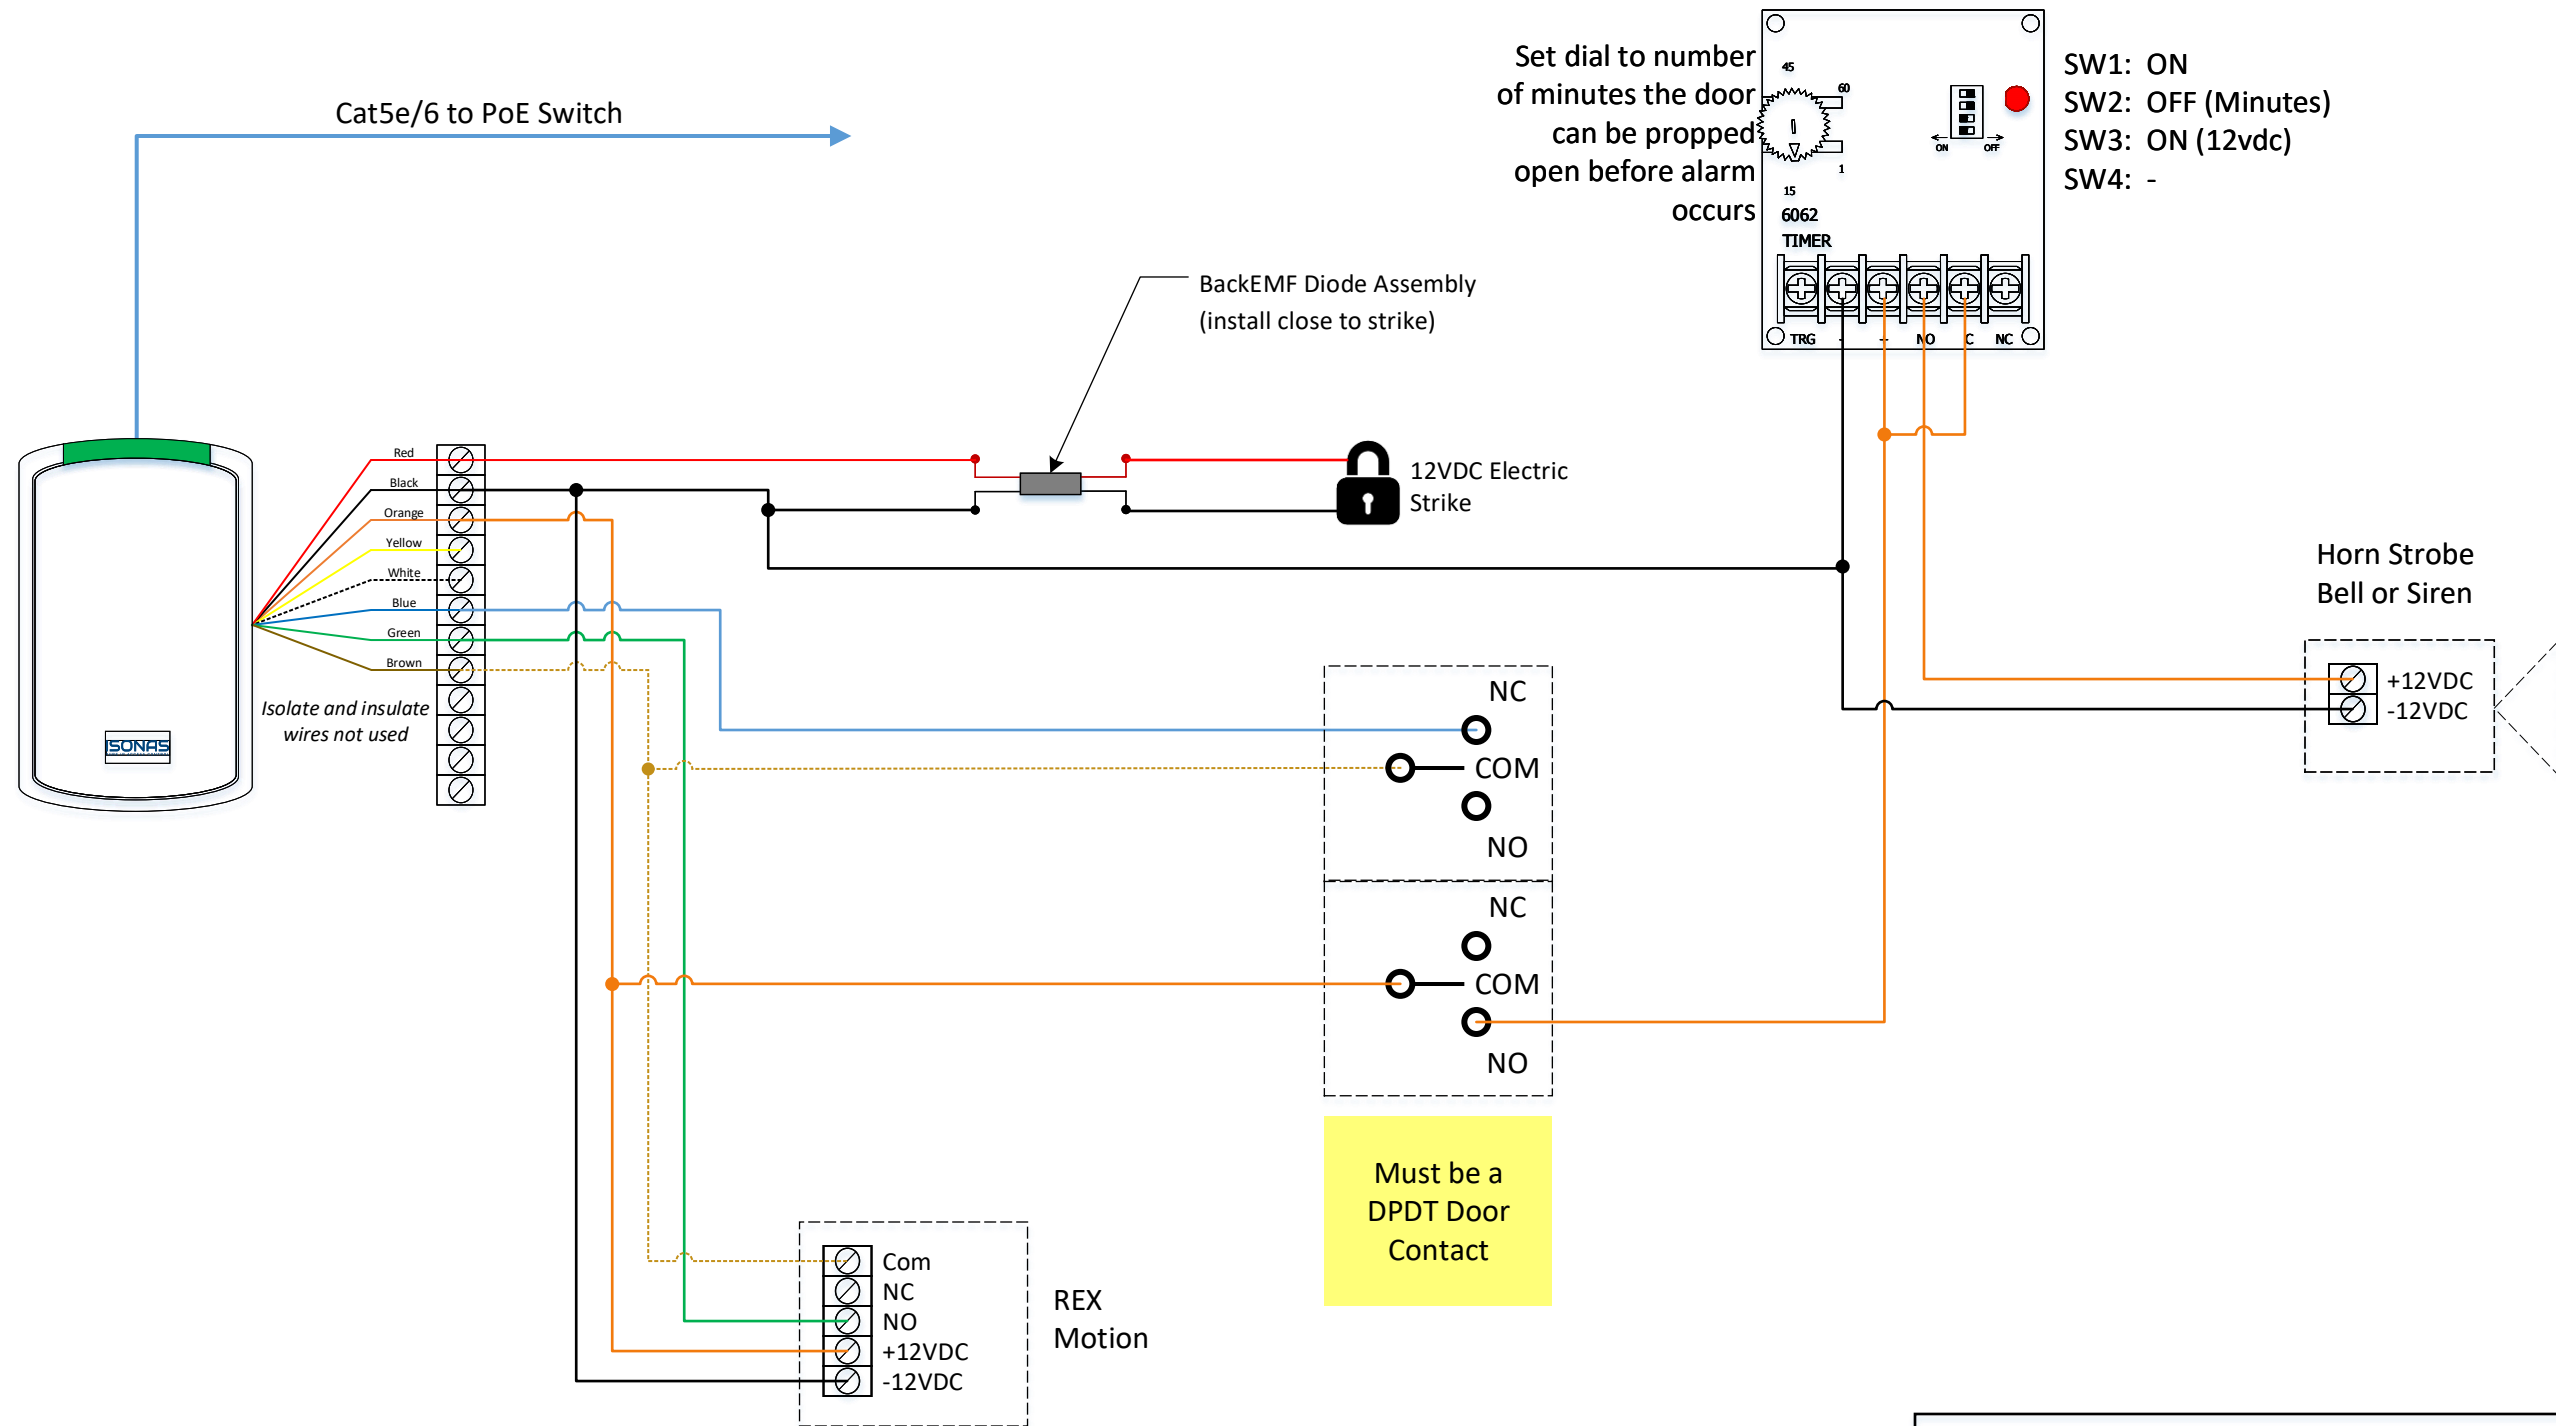 Set dial to number
of minutes the door
can be propped
open before alarm
occurs
45
60
1
15
6062
TIMER
ON
OFF
TRG
-
+
NO
C
NC
SW1: ON
SW2: OFF (Minutes)
SW3: ON (12vdc)
SW4: -
Cat5e/6 to PoE Switch
BackEMF Diode Assembly
(install close to strike)
Red
Black
Orange
Yellow
White
Blue
Green
Brown
Isolate and insulate
wires not used
ISONAS
12VDC Electric
Strike
Horn Strobe
Bell or Siren
+12VDC
-12VDC
NC
COM
NO
NC
COM
NO
Must be a
DPDT Door
Contact
Com
NC
NO
+12VDC
-12VDC
REX
Motion